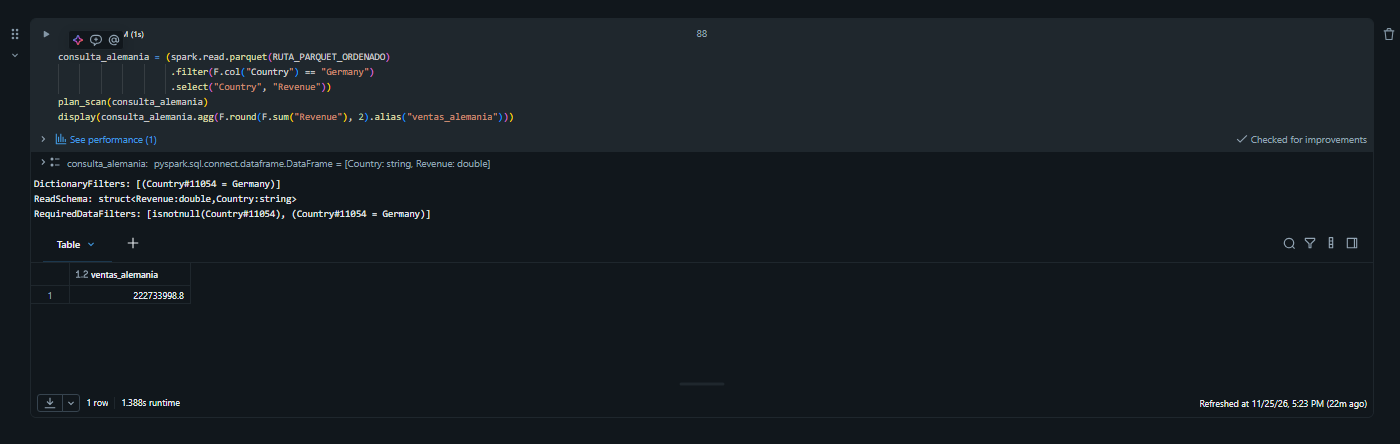 (1s)
88
consulta_alemania = (spark.read.parquet(RUTA_PARQUET_ORDENADO)
.filter(F.col("Country") == "Germany")
.select("Country", "Revenue"))
plan_scan(consulta_alemania)
display(consulta_alemania.agg(F.round(F.sum("Revenue"), 2).alias("ventas_alemania")))
See performance (1)
Checked for improvements
consulta_alemania: pyspark.sql.connect.dataframe.DataFrame = [Country: string, Revenue: double]
DictionaryFilters: [(Country#11054 = Germany)]
ReadSchema: struct<Revenue:double,Country:string>
RequiredDataFilters: [isnotnull(Country#11054), (Country#11054 = Germany)]
Table
1.2 ventas_alemania
1 222733998.8
1 row 1.388s runtime
Refreshed at 11/25/26, 5:23 PM (22m ago)